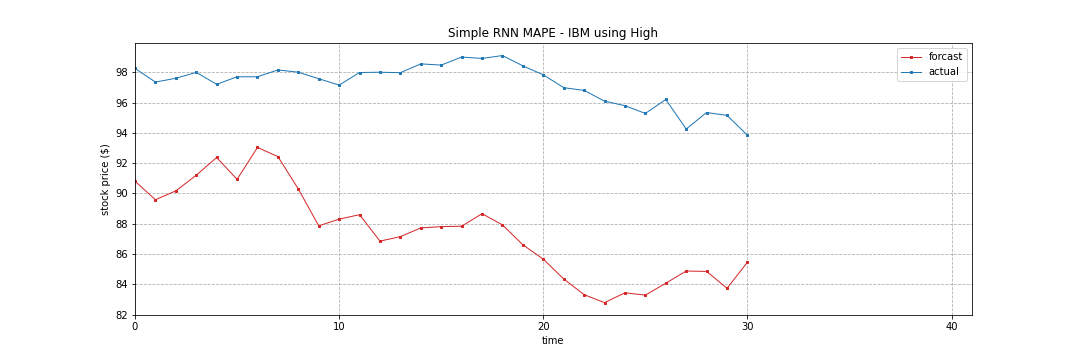 Simple RNN MAPE - IBM using High
forcast
actual
stock price ($)
98
96
94
92
90
88
86
84
82
0 10 20 30 40
time